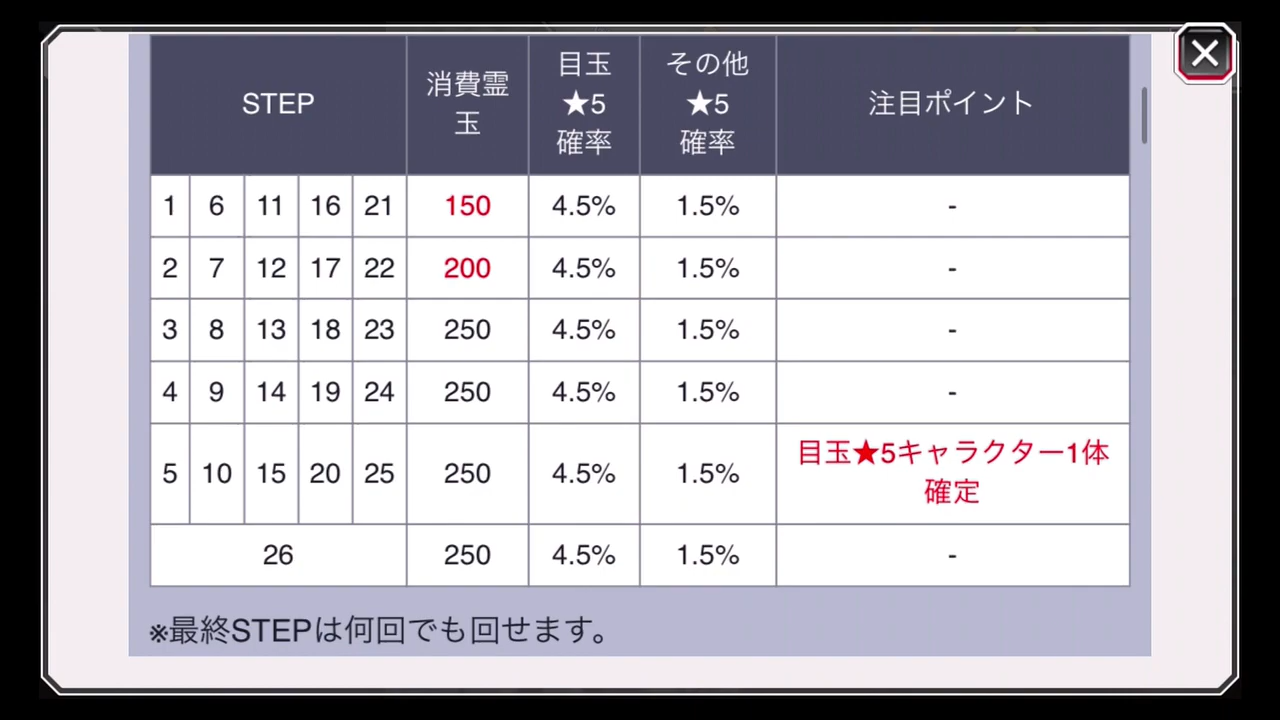 STEP 消費霊玉 目玉★5確率 その他★5確率 注目ポイント
1 6 11 16 21 150 4.5% 1.5% -
2 7 12 17 22 200 4.5% 1.5% -
3 8 13 18 23 250 4.5% 1.5% -
4 9 14 19 24 250 4.5% 1.5% -
5 10 15 20 25 250 4.5% 1.5% 目玉★5キャラクター1体確定
26 250 4.5% 1.5% -
※最終STEPは何回でも回せます。